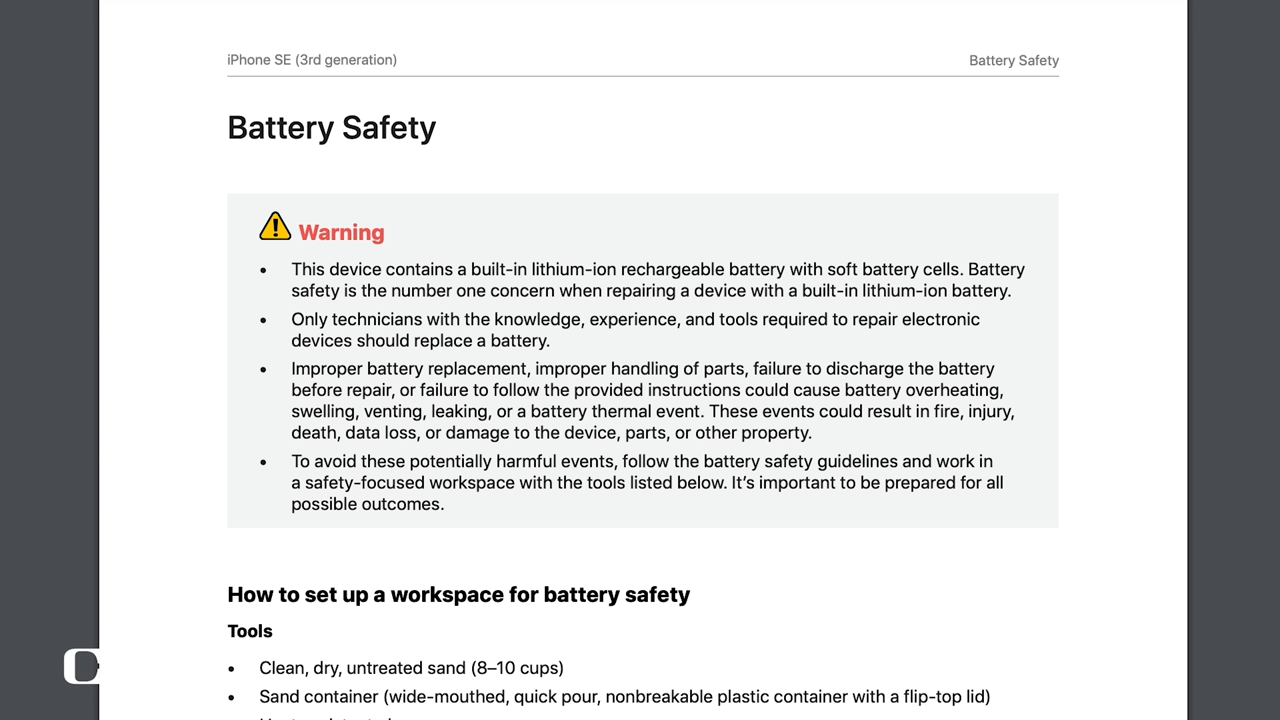 iPhone SE (3rd generation)
Battery Safety
Battery Safety
Warning
• This device contains a built-in lithium-ion rechargeable battery with soft battery cells. Battery
safety is the number one concern when repairing a device with a built-in lithium-ion battery.
• Only technicians with the knowledge, experience, and tools required to repair electronic
devices should replace a battery.
• Improper battery replacement, improper handling of parts, failure to discharge the battery
before repair, or failure to follow the provided instructions could cause battery overheating,
swelling, venting, leaking, or a battery thermal event. These events could result in fire, injury,
death, data loss, or damage to the device, parts, or other property.
• To avoid these potentially harmful events, follow the battery safety guidelines and work in
a safety-focused workspace with the tools listed below. It’s important to be prepared for all
possible outcomes.
How to set up a workspace for battery safety
Tools
• Clean, dry, untreated sand (8–10 cups)
• Sand container (wide-mouthed, quick pour, nonbreakable plastic container with a flip-top lid)